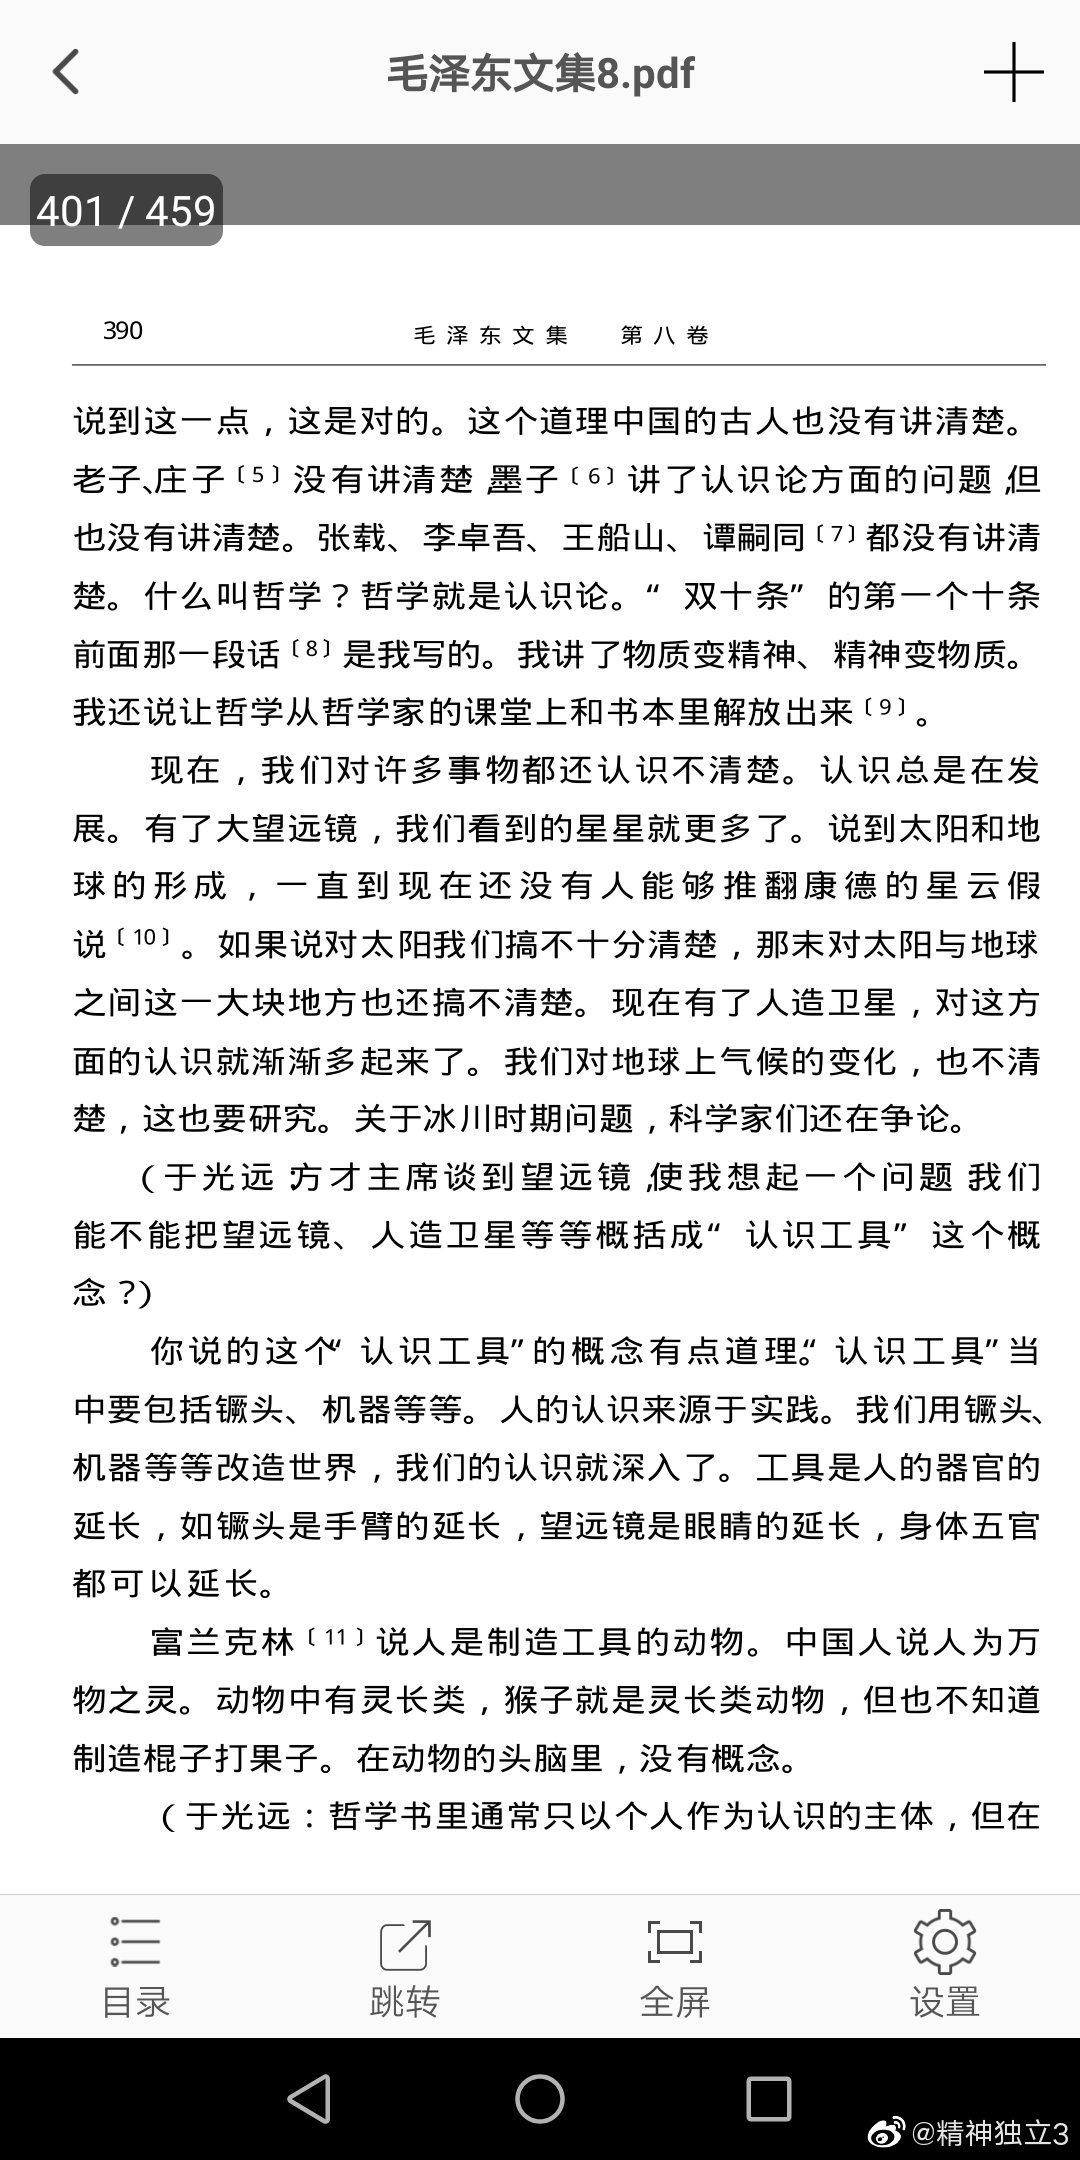 毛泽东文集8.pdf
401 / 459
390 毛泽东文集 第八卷
说到这一点，这是对的。这个道理中国的古人也没有讲清楚。
老子、庄子〔5〕没有讲清楚，墨子〔6〕讲了认识论方面的问题，但
也没有讲清楚。张载、李卓吾、王船山、谭嗣同〔7〕都没有讲清
楚。什么叫哲学？哲学就是认识论。“双十条”的第一个十条
前面那一段话〔8〕是我写的。我讲了物质变精神、精神变物质。
我还说让哲学从哲学家的课堂上和书本里解放出来〔9〕。
现在，我们对许多事物都还认识不清楚。认识总是在发
展。有了大望远镜，我们看到的星星就更多了。说到太阳和地
球的形成，一直到现在还没有人能够推翻康德的星云假
说〔10〕。如果说对太阳我们搞不十分清楚，那末对太阳与地球
之间这一大块地方也还搞不清楚。现在有了人造卫星，对这方
面的认识就渐渐多起来了。我们对地球上气候的变化，也不清
楚，这也要研究。关于冰川时期问题，科学家们还在争论。
（于光远：方才主席谈到望远镜，使我想起一个问题：我们
能不能把望远镜、人造卫星等等概括成“认识工具”这个概
念？）
你说的这个“认识工具”的概念有点道理。“认识工具”当
中要包括镢头、机器等等。人的认识来源于实践。我们用镢头、
机器等等改造世界，我们的认识就深入了。工具是人的器官的
延长，如镢头是手臂的延长，望远镜是眼睛的延长，身体五官
都可以延长。
富兰克林〔11〕说人是制造工具的动物。中国人说人为万
物之灵。动物中有灵长类，猴子就是灵长类动物，但也不知道
制造棍子打果子。在动物的头脑里，没有概念。
（于光远：哲学书里通常只以个人作为认识的主体，但在
目录 跳转 全屏 设置
@精神独立3